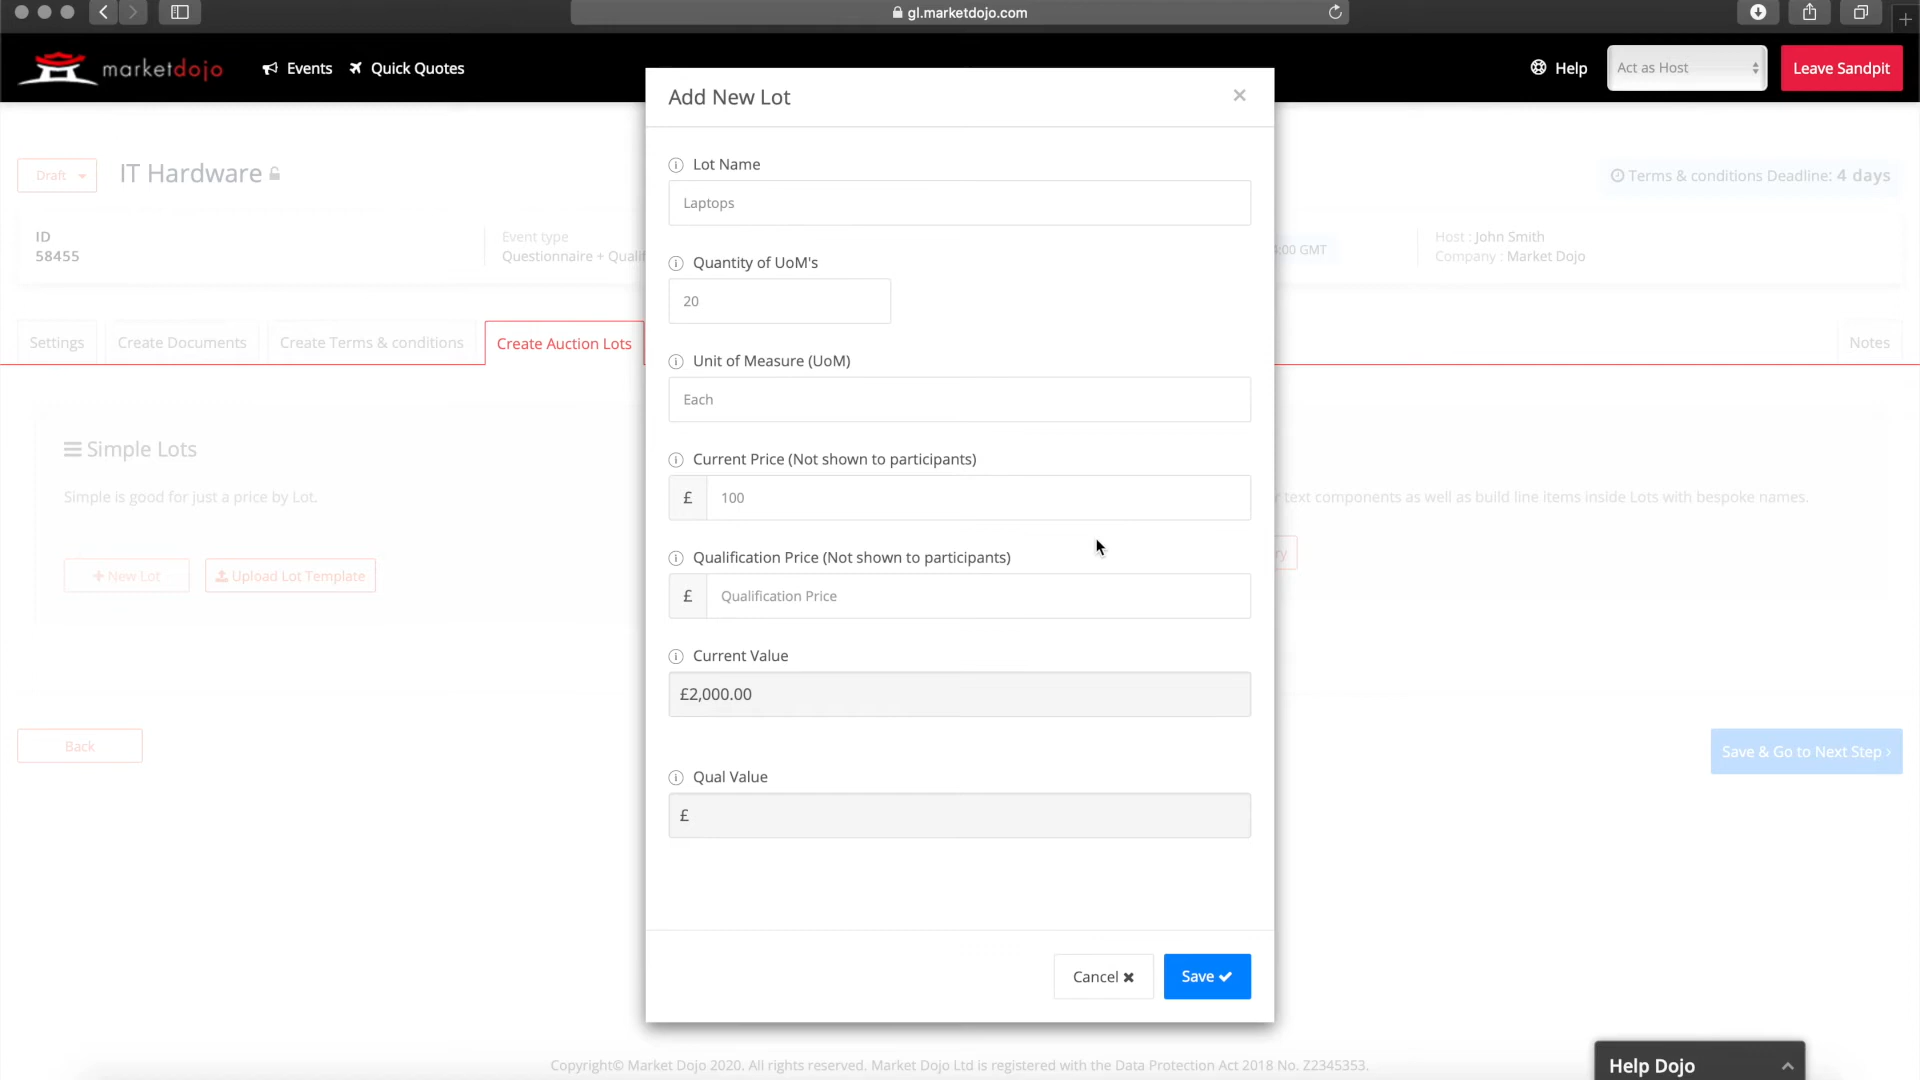 gl.marketdojo.com
marketdojo
Events
Quick Quotes
Help
Act as Host
Leave Sandpit
Add New Lot
Draft
IT Hardware
Terms & conditions Deadline: 4 days
ID
58455
Event type
Questionnaire + Qualif
:00 GMT
Host : John Smith
Company : Market Dojo
Settings
Create Documents
Create Terms & conditions
Create Auction Lots
Notes
Simple Lots
Simple is good for just a price by Lot.
+ New Lot
Upload Lot Template
text components as well as build line items inside Lots with bespoke names.
Back
Save & Go to Next Step ›
Lot Name
Laptops
Quantity of UoM's
20
Unit of Measure (UoM)
Each
Current Price (Not shown to participants)
£ 100
Qualification Price (Not shown to participants)
£ Qualification Price
Current Value
£2,000.00
Qual Value
£
Cancel ✖
Save ✔
Copyright© Market Dojo 2020. All rights reserved. Market Dojo Ltd is registered with the Data Protection Act 2018 No. Z2345353.
Help Dojo